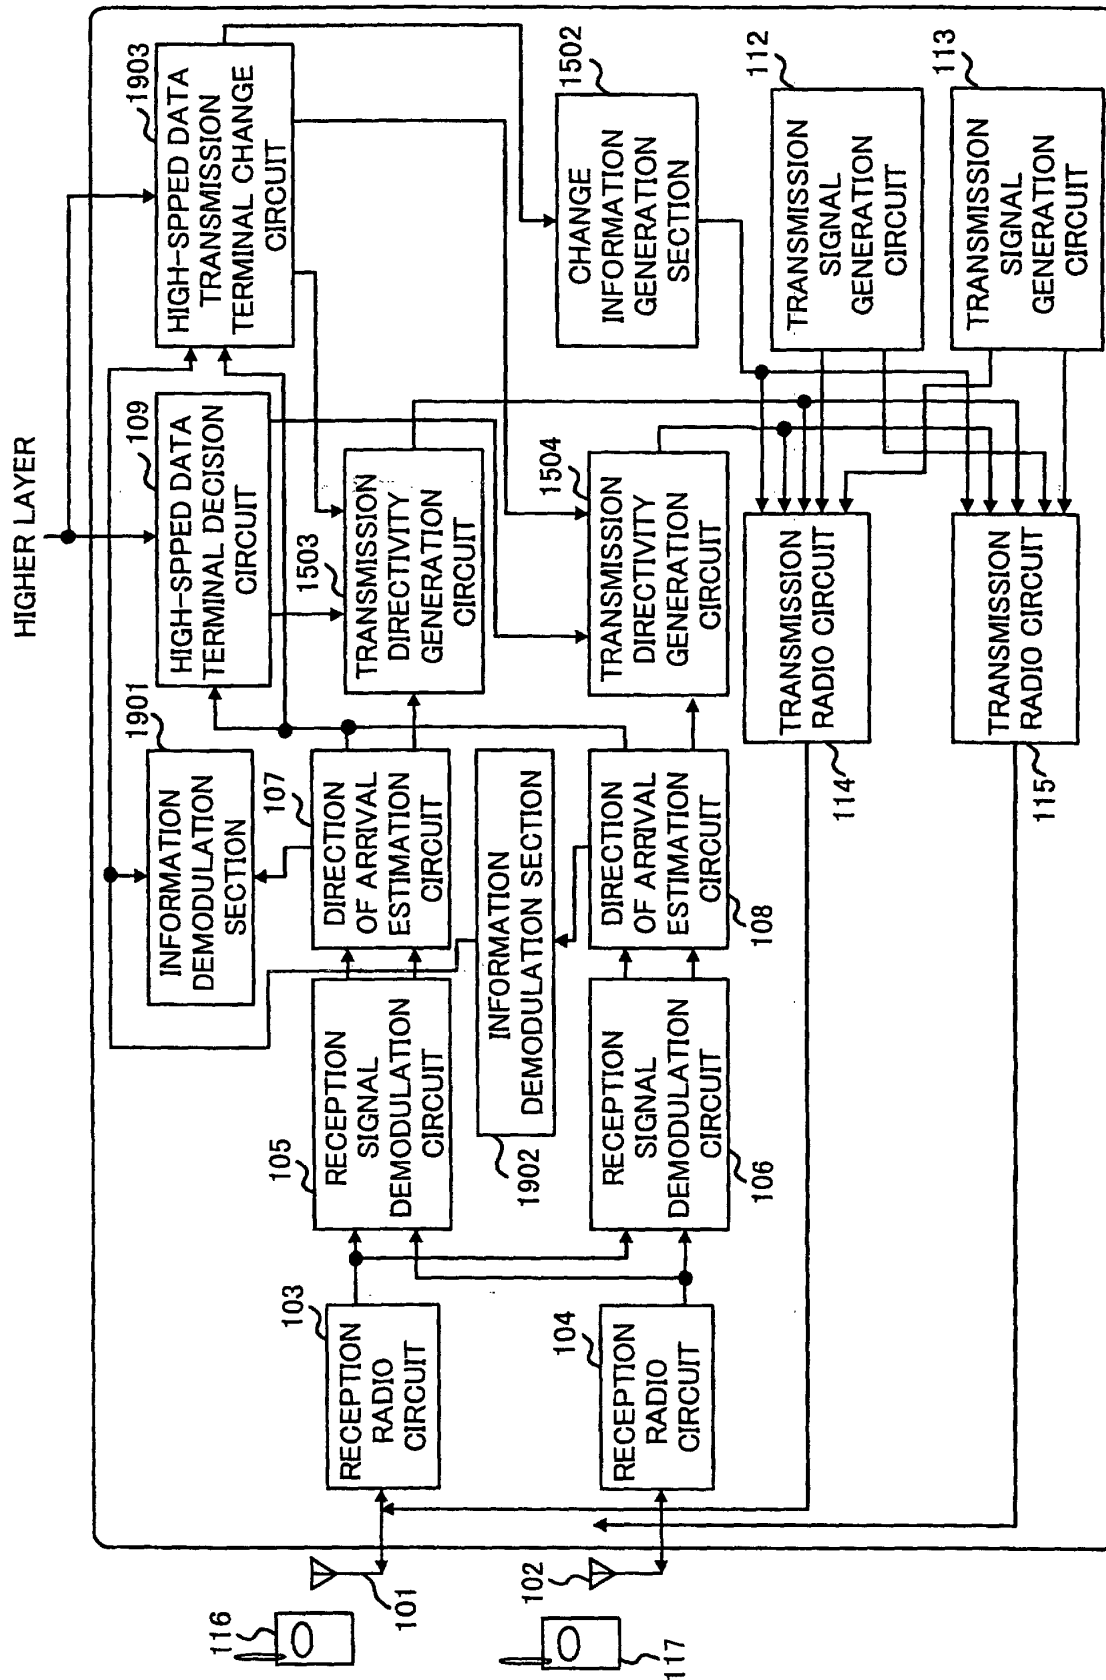 HIGHER LAYER
HIGH-SPPED DATA
TRANSMISSION
TERMINAL CHANGE
CIRCUIT
1903
HIGH-SPPED DATA
TERMINAL DECISION
CIRCUIT
109
INFORMATION
DEMODULATION
SECTION
1901
CHANGE
INFORMATION
GENERATION
SECTION
1502
TRANSMISSION
DIRECTIVITY
GENERATION
CIRCUIT
1503
DIRECTION
OF ARRIVAL
ESTIMATION
CIRCUIT
107
RECEPTION
SIGNAL
DEMODULATION
CIRCUIT
105
RECEPTION
RADIO
CIRCUIT
103
101
116
INFORMATION
DEMODULATION SECTION
1902
TRANSMISSION
DIRECTIVITY
GENERATION
CIRCUIT
1504
DIRECTION
OF ARRIVAL
ESTIMATION
CIRCUIT
108
RECEPTION
SIGNAL
DEMODULATION
CIRCUIT
106
RECEPTION
RADIO
CIRCUIT
104
102
117
TRANSMISSION
SIGNAL
GENERATION
CIRCUIT
112
TRANSMISSION
RADIO CIRCUIT
114
TRANSMISSION
SIGNAL
GENERATION
CIRCUIT
113
TRANSMISSION
RADIO CIRCUIT
115